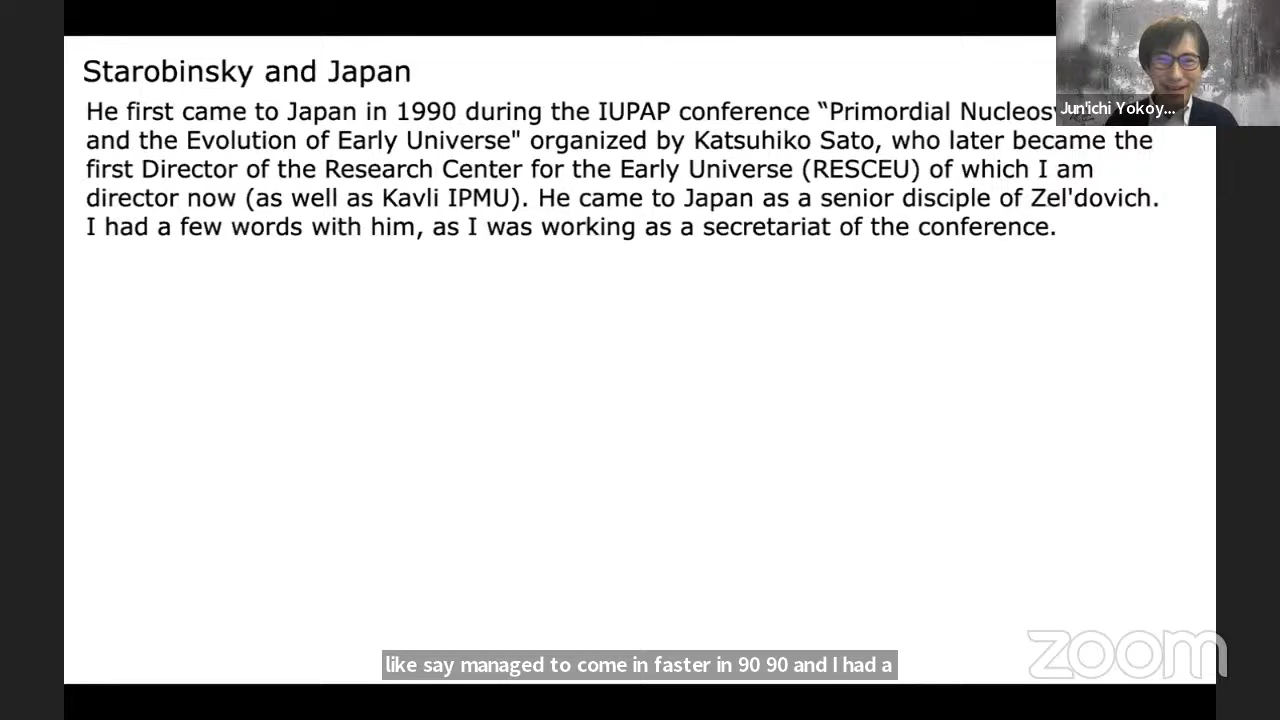 Starobinsky and Japan
He first came to Japan in 1990 during the IUPAP conference “Primordial
and the Evolution of Early Universe" organized by Katsuhiko Sato, who later became the
first Director of the Research Center for the Early Universe (RESCEU) of which I am
director now (as well as Kavli IPMU). He came to Japan as a senior disciple of Zel'dovich.
I had a few words with him, as I was working as a secretariat of the conference.
Jun'ichi Yokoy...
like say managed to come in faster in 90 90 and I had a
zoom